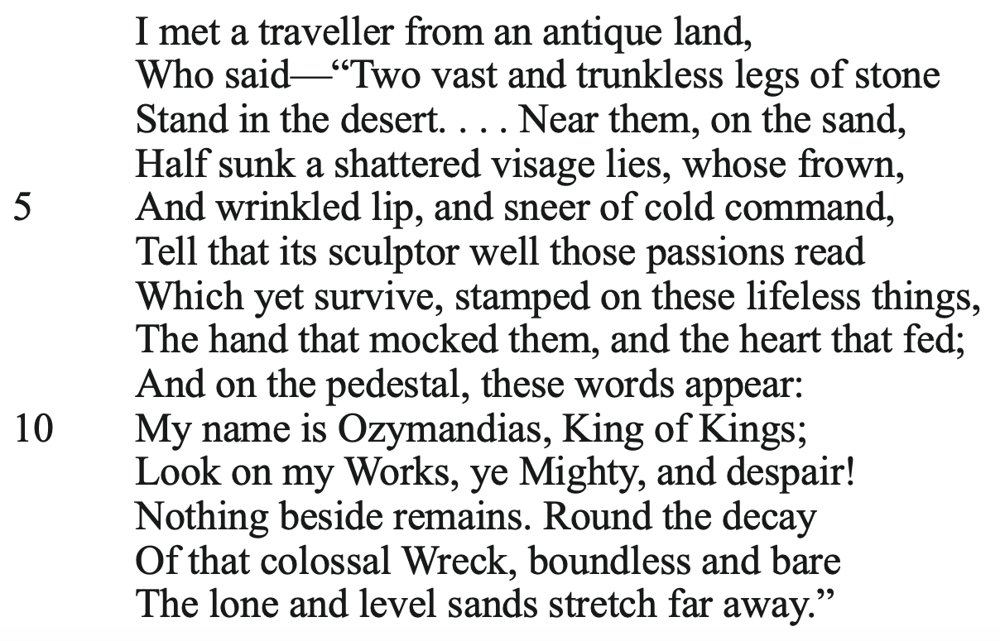 I met a traveller from an antique land,
Who said—“Two vast and trunkless legs of stone
Stand in the desert. . . . Near them, on the sand,
Half sunk a shattered visage lies, whose frown,
5 And wrinkled lip, and sneer of cold command,
Tell that its sculptor well those passions read
Which yet survive, stamped on these lifeless things,
The hand that mocked them, and the heart that fed;
And on the pedestal, these words appear:
10 My name is Ozymandias, King of Kings;
Look on my Works, ye Mighty, and despair!
Nothing beside remains. Round the decay
Of that colossal Wreck, boundless and bare
The lone and level sands stretch far away.”